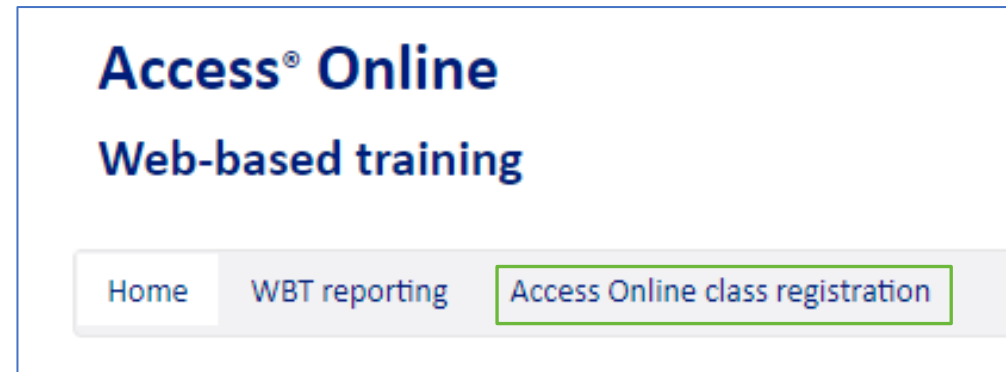 Access® Online
Web-based training
Home WBT reporting Access Online class registration